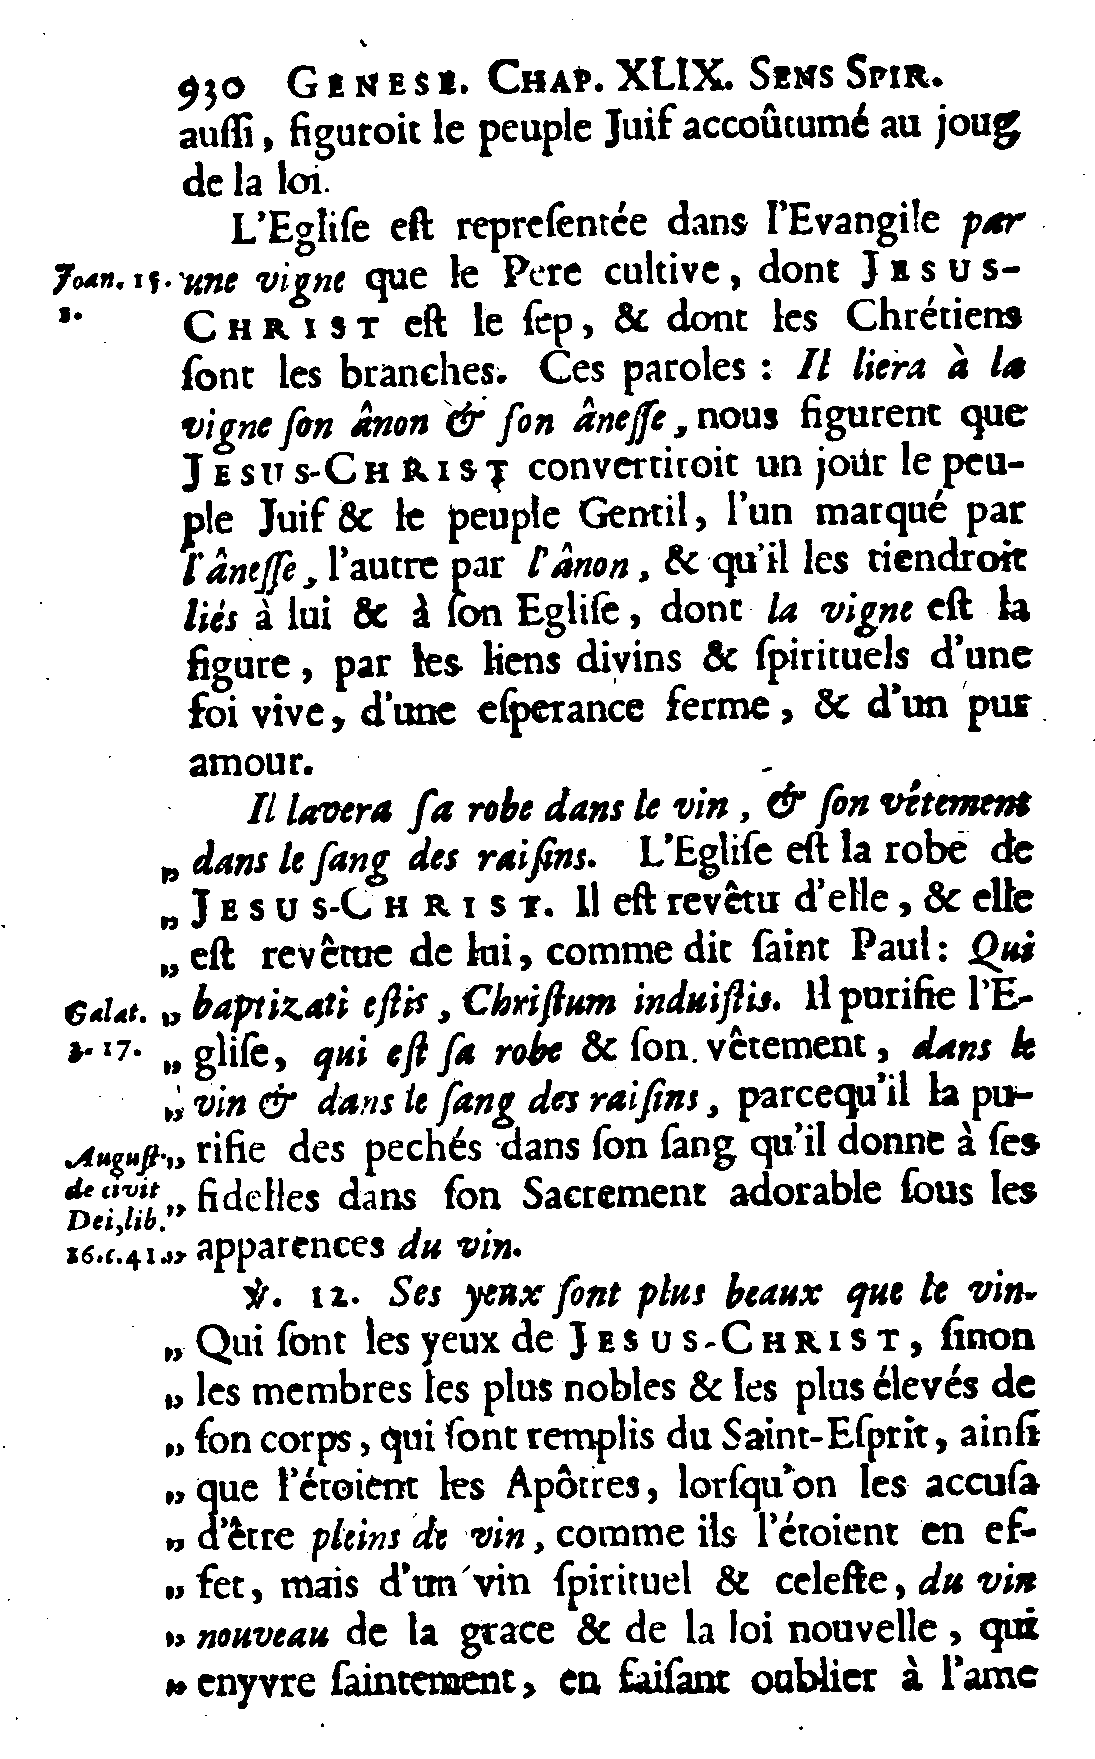 930 GENESE. CHAP. XLIX. SENS SPIR.
auſſi, figuroit le peuple Juif accoûtumé au joug
de la loi.
L'Egliſe eſt repreſentée dans l'Evangile par
Joan. 15. une vigne que le Pere cultive, dont JESUS-
1. CHRIST eſt le ſep, & dont les Chrétiens
ſont les branches. Ces paroles : Il liera à la
vigne ſon ânon & ſon âneſſe, nous figurent que
JESUS-CHRIST convertiroit un jour le peu-
ple Juif & le peuple Gentil, l'un marqué par
l'âneſſe, l'autre par l'ânon, & qu'il les tiendroit
liés à lui & à ſon Egliſe, dont la vigne eſt la
figure, par les liens divins & ſpirituels d'une
foi vive, d'une eſperance ferme, & d'un pur
amour.
Il lavera ſa robe dans le vin, & ſon vêtement
„ dans le ſang des raiſins. L'Egliſe eſt la robe de
„ JESUS-CHRIST. Il eſt revêtu d'elle, & elle
„ eſt revêtue de lui, comme dit ſaint Paul : Qui
Galat. „ baptizati eſtis, Chriſtum induiſtis. Il purifie l'E-
3. 27. „ gliſe, qui eſt ſa robe & ſon vêtement, dans le
„ vin & dans le ſang des raiſins, parcequ'il la pu-
Auguſt. „ rifie des pechés dans ſon ſang qu'il donne à ſes
de civit „ fidelles dans ſon Sacrement adorable ſous les
Dei, lib.
16. c. 41. „ apparences du vin.
℣. 12. Ses yeux ſont plus beaux que le vin.
„ Qui ſont les yeux de JESUS-CHRIST, ſinon
„ les membres les plus nobles & les plus élevés de
„ ſon corps, qui ſont remplis du Saint-Eſprit, ainſi
„ que l'étoient les Apôtres, lorſqu'on les accuſa
„ d'être pleins de vin, comme ils l'étoient en ef-
„ fet, mais d'un vin ſpirituel & celeſte, du vin
„ nouveau de la grace & de la loi nouvelle, qui
„ enyvre ſaintement, en faiſant oublier à l'ame